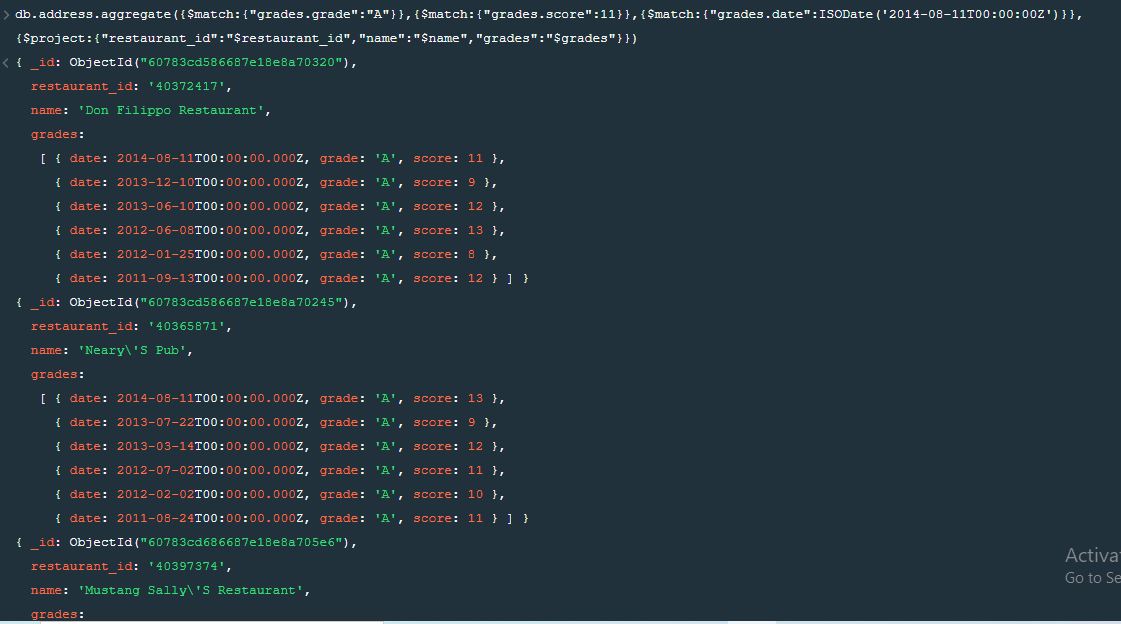 > db.address.aggregate({$match:{"grades.grade":"A"}},{$match:{"grades.score":11}},{$match:{"grades.date":ISODate('2014-08-11T00:00:00Z')}},
{$project:{"restaurant_id":"$restaurant_id","name":"$name","grades":"$grades"}})
< { _id: ObjectId("60783cd586687e18e8a70320"),
restaurant_id: '40372417',
name: 'Don Filippo Restaurant',
grades:
[ { date: 2014-08-11T00:00:00.000Z, grade: 'A', score: 11 },
{ date: 2013-12-10T00:00:00.000Z, grade: 'A', score: 9 },
{ date: 2013-06-10T00:00:00.000Z, grade: 'A', score: 12 },
{ date: 2012-06-08T00:00:00.000Z, grade: 'A', score: 13 },
{ date: 2012-01-25T00:00:00.000Z, grade: 'A', score: 8 },
{ date: 2011-09-13T00:00:00.000Z, grade: 'A', score: 12 } ] }
{ _id: ObjectId("60783cd586687e18e8a70245"),
restaurant_id: '40365871',
name: 'Neary\'S Pub',
grades:
[ { date: 2014-08-11T00:00:00.000Z, grade: 'A', score: 13 },
{ date: 2013-07-22T00:00:00.000Z, grade: 'A', score: 9 },
{ date: 2013-03-14T00:00:00.000Z, grade: 'A', score: 12 },
{ date: 2012-07-02T00:00:00.000Z, grade: 'A', score: 11 },
{ date: 2012-02-02T00:00:00.000Z, grade: 'A', score: 10 },
{ date: 2011-08-24T00:00:00.000Z, grade: 'A', score: 11 } ] }
{ _id: ObjectId("60783cd686687e18e8a705e6"),
restaurant_id: '40397374',
name: 'Mustang Sally\'S Restaurant',
grades:
Activa
Go to Se